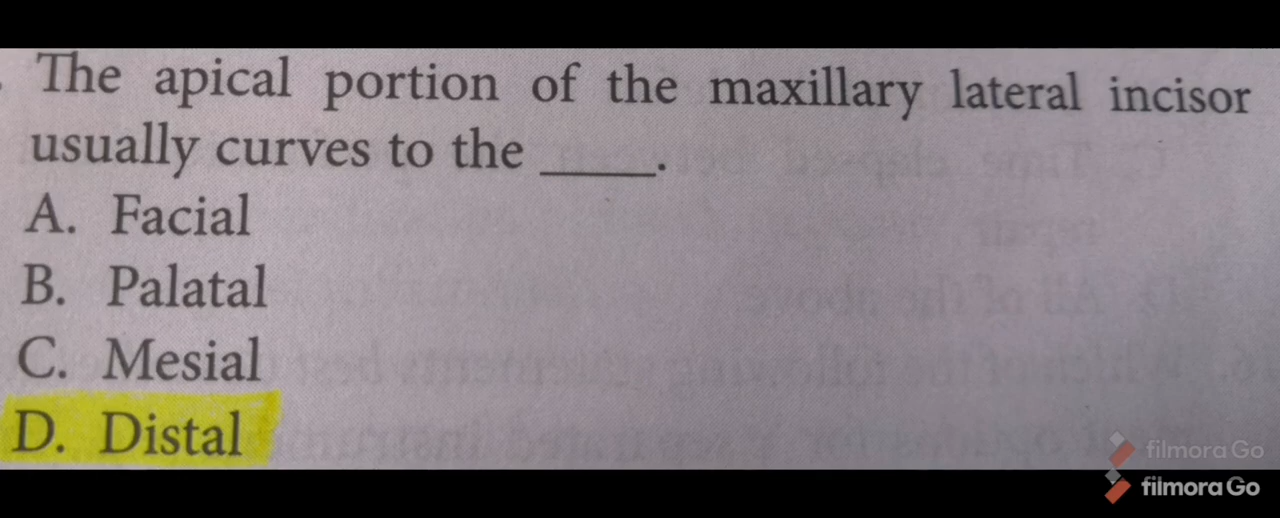 The apical portion of the maxillary lateral incisor
usually curves to the _____.
A. Facial
B. Palatal
C. Mesial
D. Distal
filmora Go
filmora Go